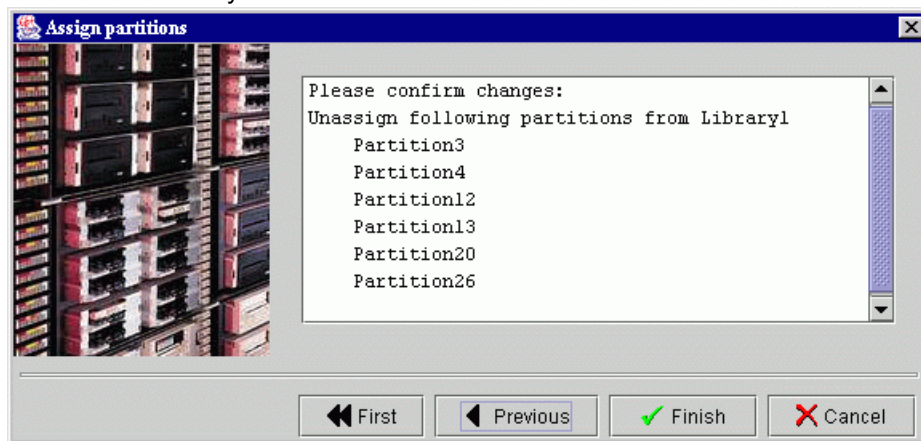 Assign partitions
Please confirm changes:
Unassign following partitions from Library1
Partition3
Partition4
Partition12
Partition13
Partition20
Partition26
First
Previous
Finish
Cancel